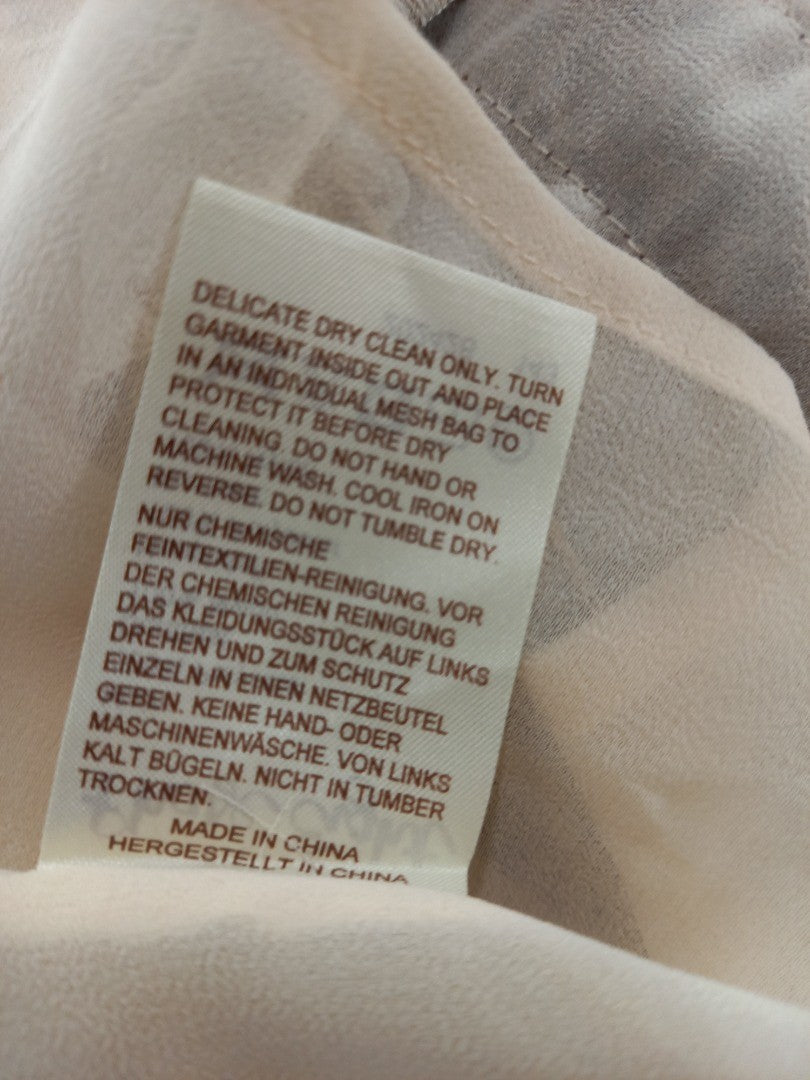 DELICATE DRY CLEAN ONLY. TURN
GARMENT INSIDE OUT AND PLACE
IN AN INDIVIDUAL MESH BAG TO
PROTECT IT BEFORE DRY
CLEANING. DO NOT HAND OR
MACHINE WASH. COOL IRON ON
REVERSE. DO NOT TUMBLE DRY.
NUR CHEMISCHE
FEINTEXTILIEN-REINIGUNG. VOR
DER CHEMISCHEN REINIGUNG
DAS KLEIDUNGSSTÜCK AUF LINKS
DREHEN UND ZUM SCHUTZ
EINZELN IN EINEN NETZBEUTEL
GEBEN. KEINE HAND- ODER
MASCHINENWÄSCHE. VON LINKS
KALT BÜGELN. NICHT IN TUMBER
TROCKNEN.
MADE IN CHINA
HERGESTELLT IN CHINA